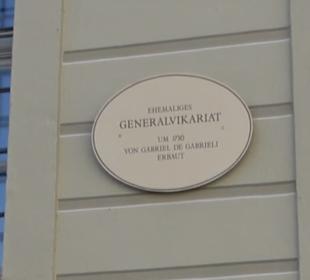 EHEMALIGES
GENERALVIKARIAT
UM 1730
VON GABRIEL DE GABRIELI
ERBAUT